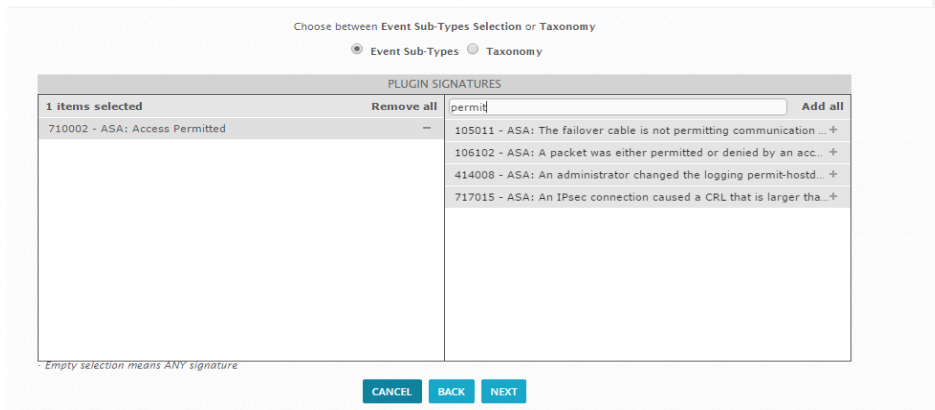 Choose between Event Sub-Types Selection or Taxonomy
Event Sub-Types Taxonomy
PLUGIN SIGNATURES
1 items selected Remove all
710002 - ASA: Access Permitted −
permit Add all
105011 - ASA: The failover cable is not permitting communication ... +
106102 - ASA: A packet was either permitted or denied by an acc... +
414008 - ASA: An administrator changed the logging permit-hostd... +
717015 - ASA: An IPsec connection caused a CRL that is larger tha... +
- Empty selection means ANY signature
CANCEL BACK NEXT